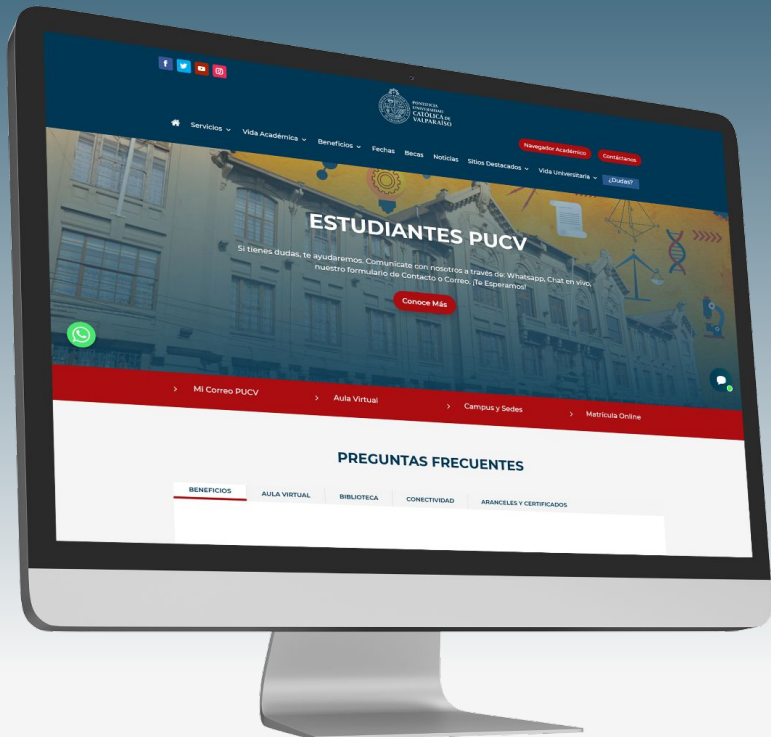 PONTIFICIA
UNIVERSIDAD
CATÓLICA DE
VALPARAÍSO
Navegador Académico
Contáctanos
Servicios
Vida Académica
Beneficios
Fechas
Becas
Noticias
Sitios Destacados
Vida Universitaria
¿Dudas?
ESTUDIANTES PUCV
Si tienes dudas, te ayudaremos. Comunícate con nosotros a través de: Whatsapp, Chat en vivo,
nuestro formulario de Contacto o Correo. ¡Te Esperamos!
Conoce Más
Mi Correo PUCV
Aula Virtual
Campus y Sedes
Matrícula Online
PREGUNTAS FRECUENTES
BENEFICIOS
AULA VIRTUAL
BIBLIOTECA
CONECTIVIDAD
ARANCELES Y CERTIFICADOS